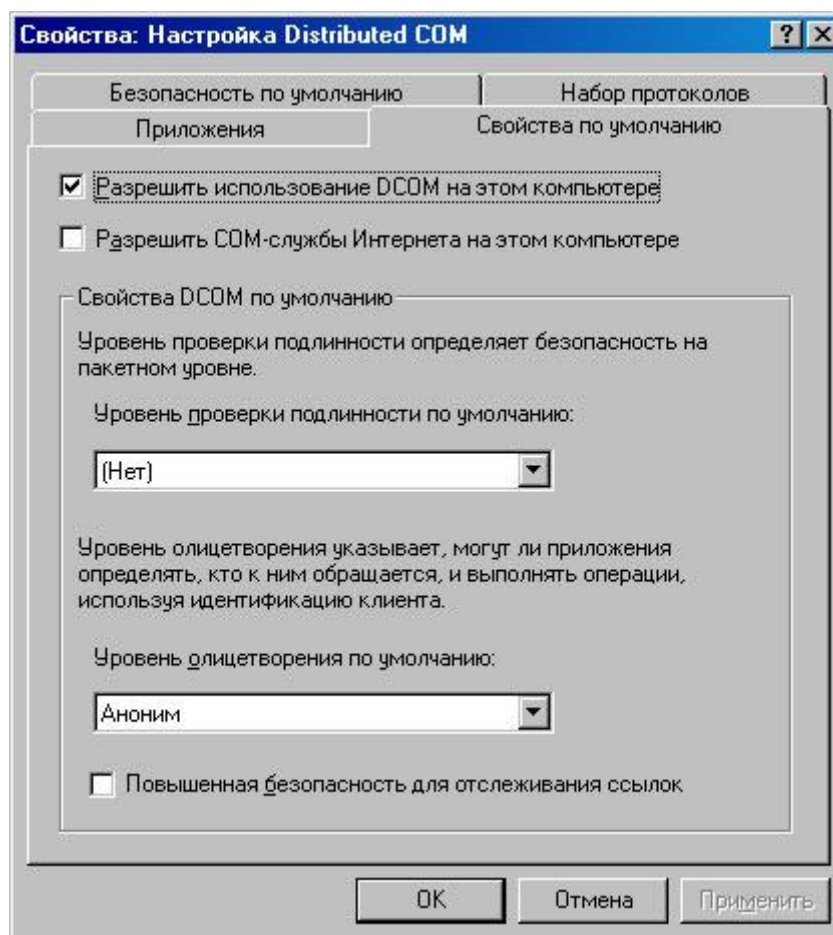 Свойства: Настройка Distributed COM
Безопасность по умолчанию
Набор протоколов
Приложения
Свойства по умолчанию
Разрешить использование DCOM на этом компьютере
Разрешить COM-службы Интернета на этом компьютере
Свойства DCOM по умолчанию
Уровень проверки подлинности определяет безопасность на
пакетном уровне.
Уровень проверки подлинности по умолчанию:
(Нет)
Уровень олицетворения указывает, могут ли приложения
определять, кто к ним обращается, и выполнять операции,
используя идентификацию клиента.
Уровень олицетворения по умолчанию:
Аноним
Повышенная безопасность для отслеживания ссылок
OK
Отмена
Применить